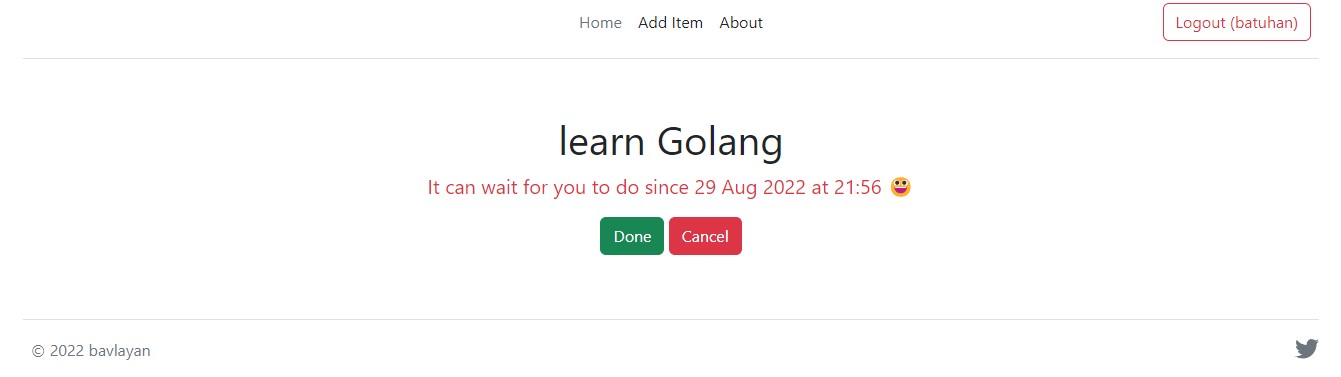 Home Add Item About Logout (batuhan)
learn Golang
It can wait for you to do since 29 Aug 2022 at 21:56 😀
Done Cancel
© 2022 bavlayan